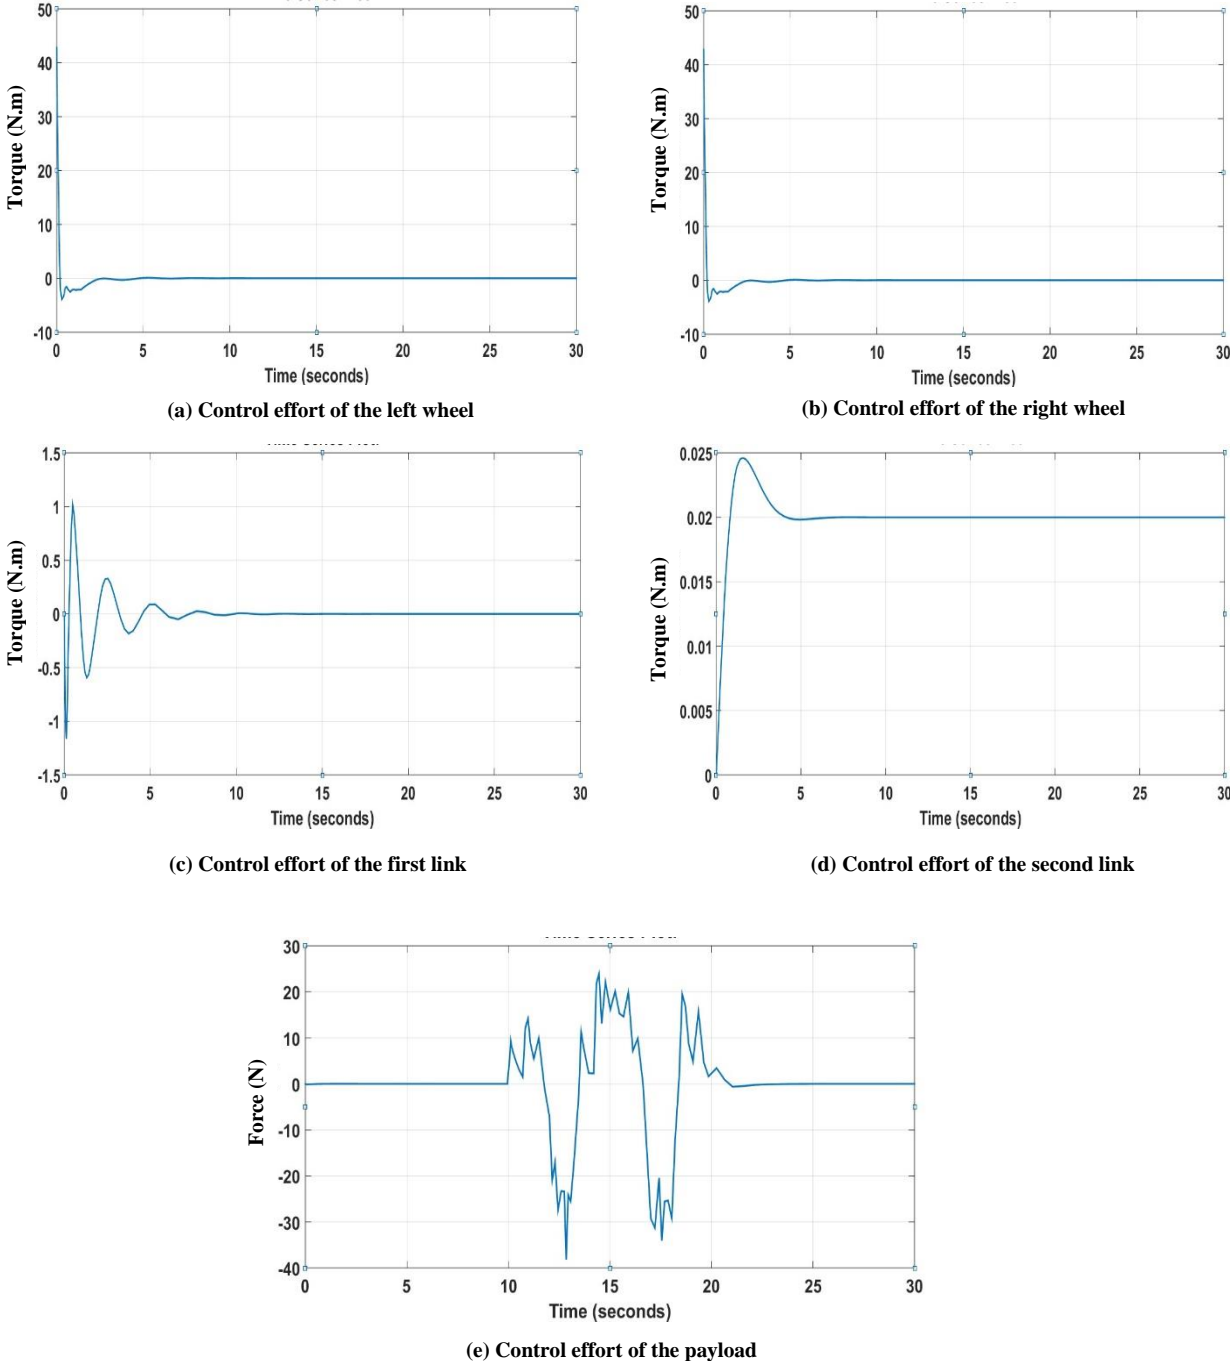 50
40
30
20
10
0
-10
Torque (N.m)
0 5 10 15 20 25 30
Time (seconds)
(a) Control effort of the left wheel
50
40
30
20
10
0
-10
Torque (N.m)
0 5 10 15 20 25 30
Time (seconds)
(b) Control effort of the right wheel
1.5
1
0.5
0
-0.5
-1
-1.5
Torque (N.m)
0 5 10 15 20 25 30
Time (seconds)
(c) Control effort of the first link
0.025
0.02
0.015
0.01
0.005
0
Torque (N.m)
0 5 10 15 20 25 30
Time (seconds)
(d) Control effort of the second link
30
20
10
0
-10
-20
-30
-40
Force (N)
0 5 10 15 20 25 30
Time (seconds)
(e) Control effort of the payload